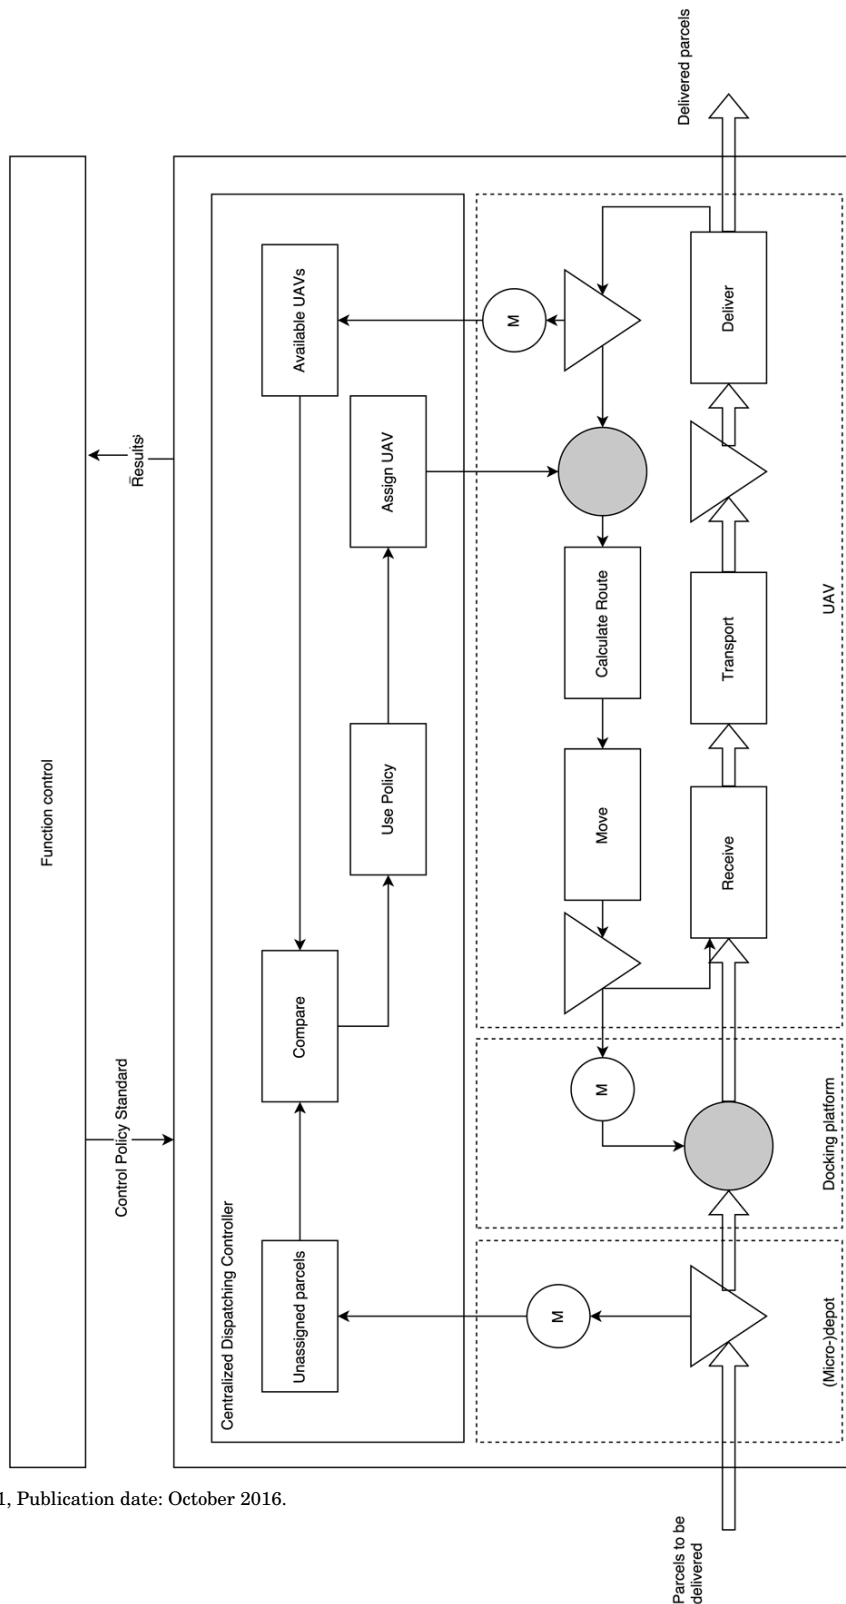 Function control
Control Policy Standard
Results
Centralized Dispatching Controller
Unassigned parcels
Compare
Use Policy
Assign UAV
Available UAVs
M
M
M
Calculate Route
Move
Receive
Transport
Deliver
(Micro-)depot
Docking platform
UAV
Parcels to be
delivered
Delivered parcels
1, Publication date: October 2016.